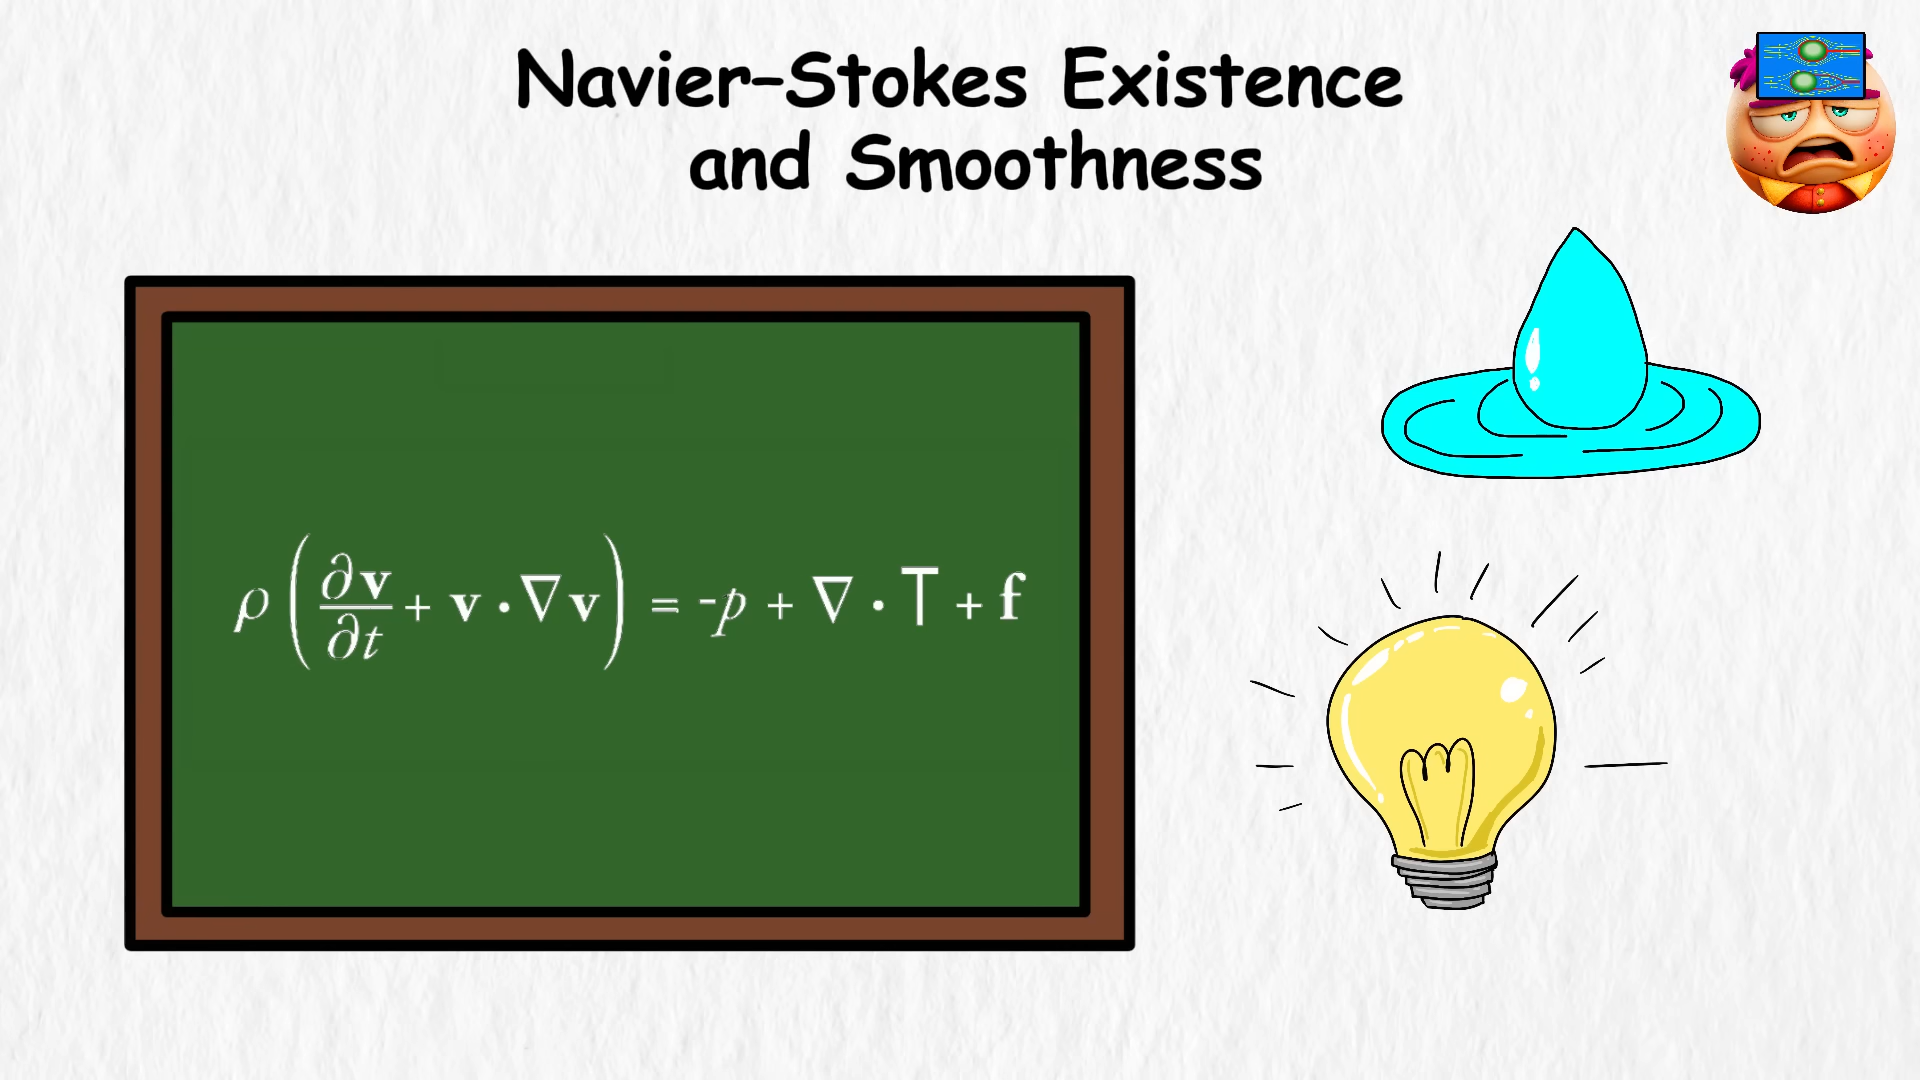 Navier–Stokes Existence
and Smoothness
ρ(∂v/∂t + v · ∇v) = -p + ∇ · T + f